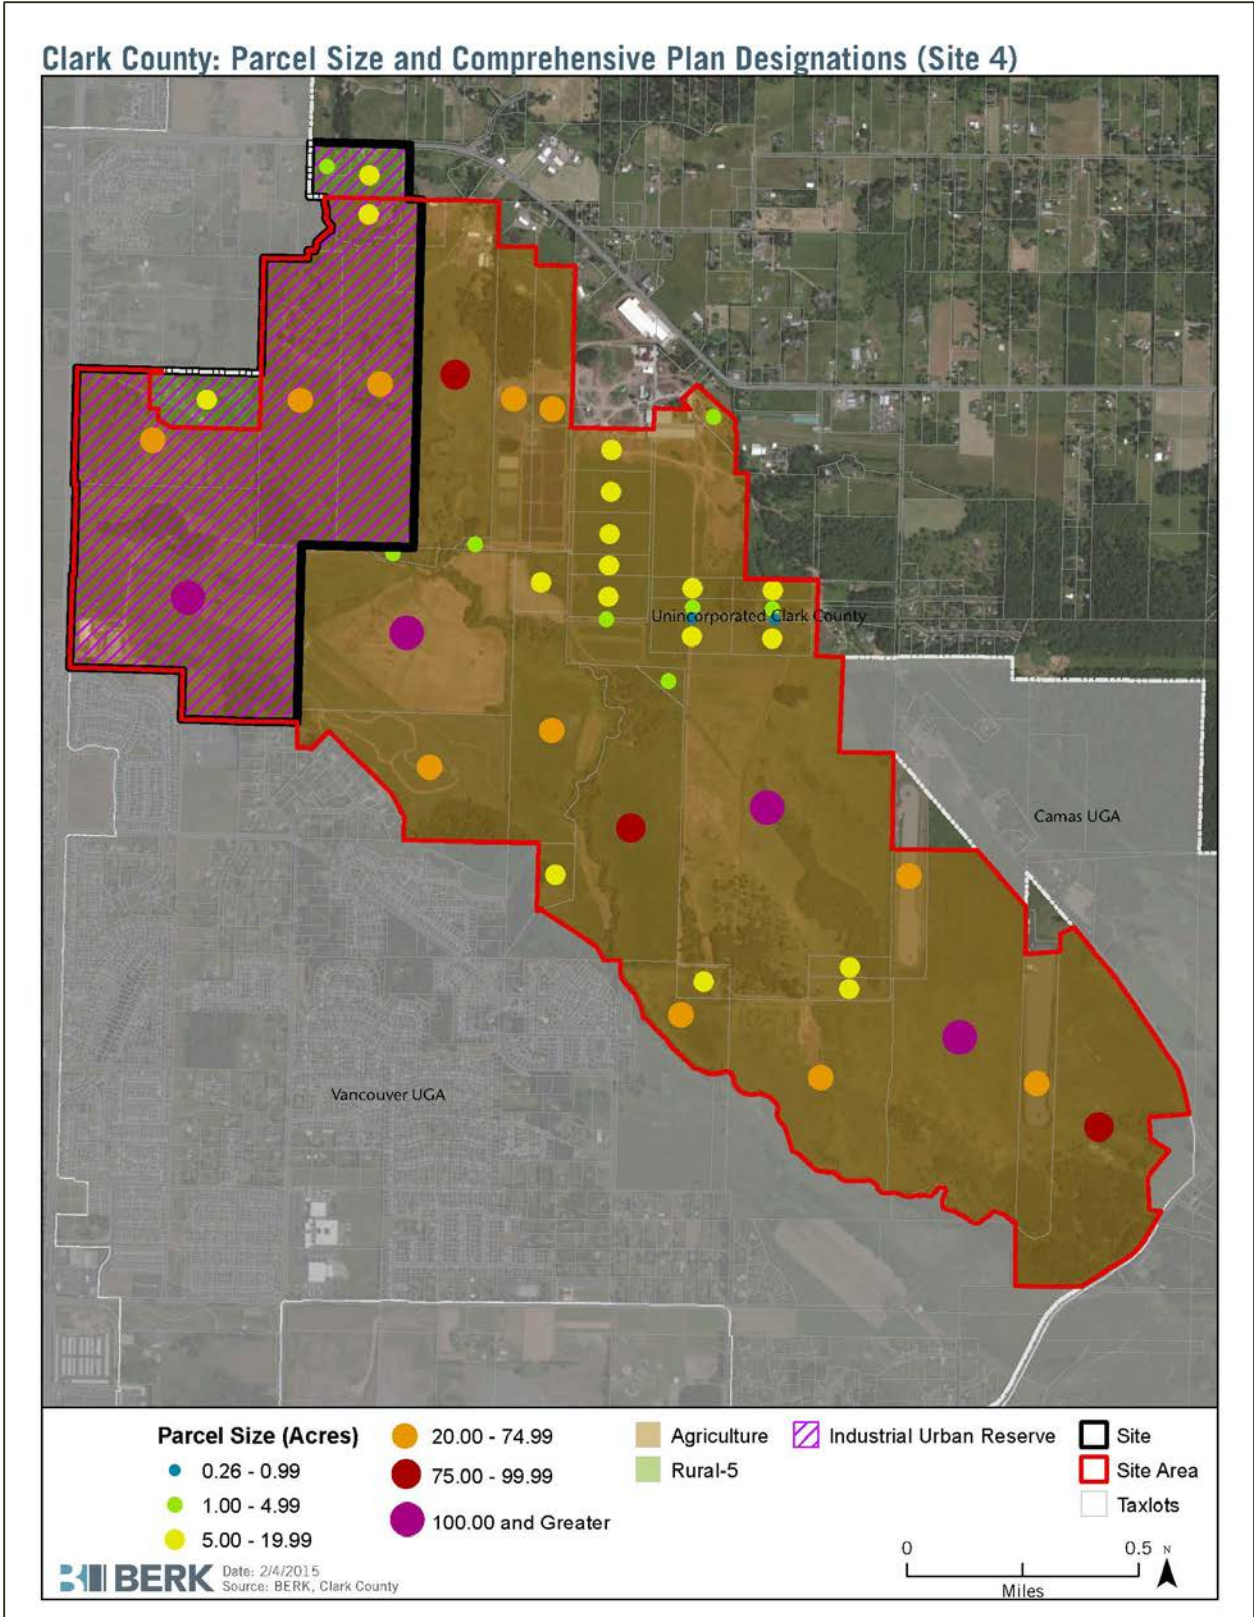 Clark County: Parcel Size and Comprehensive Plan Designations (Site 4)
Unincorporated Clark County
Camas UGA
Vancouver UGA
Parcel Size (Acres)
0.26 - 0.99
1.00 - 4.99
5.00 - 19.99
20.00 - 74.99
75.00 - 99.99
100.00 and Greater
Agriculture
Rural-5
Industrial Urban Reserve
Site
Site Area
Taxlots
BERK
Date: 2/4/2015
Source: BERK, Clark County
0 0.5 N
Miles